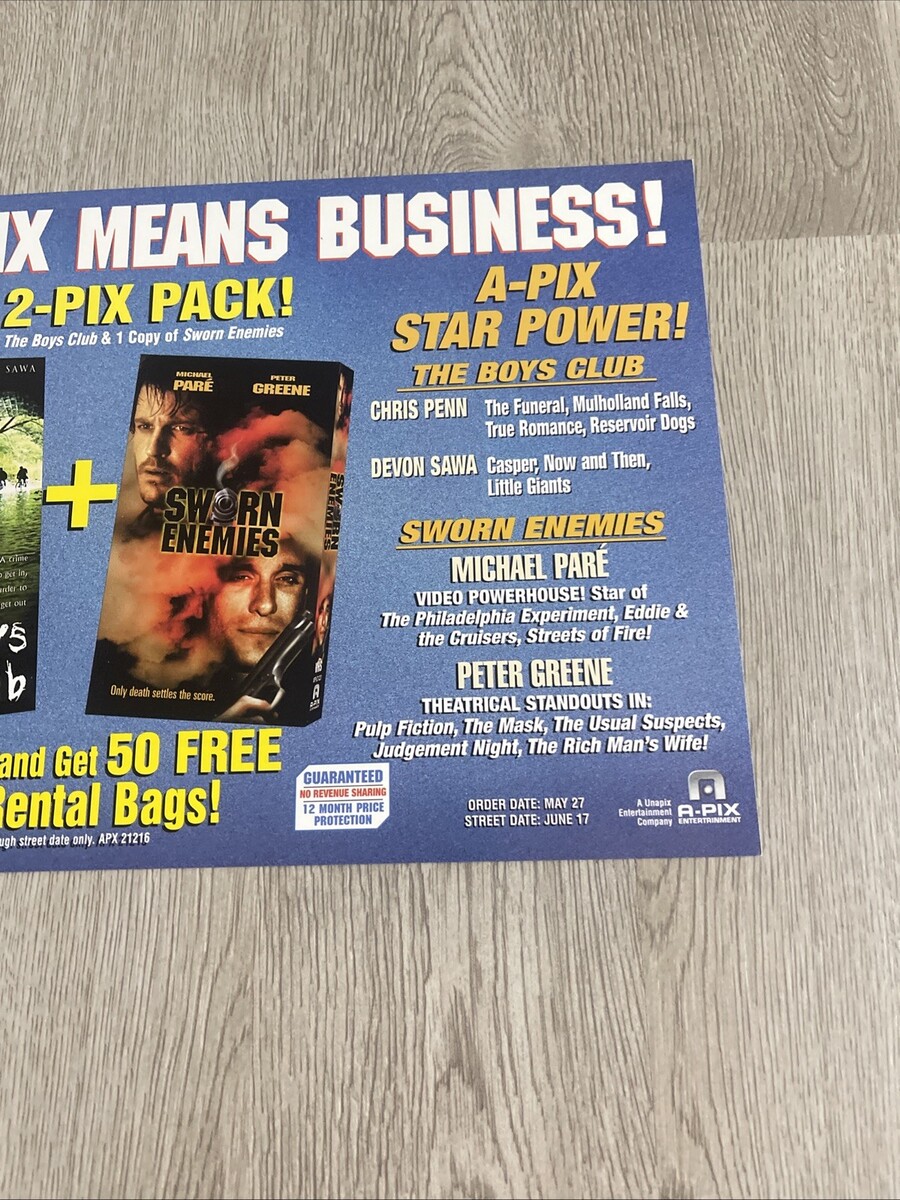 IX MEANS BUSINESS!
2-PIX PACK!
The Boys Club & 1 Copy of Sworn Enemies
SAWA
A crime
get in,
get out
b
+
MICHAEL PARÉ
PETER GREENE
SWORN ENEMIES
SWORN ENEMIES
Only death settles the score.
and Get 50 FREE
Rental Bags!
street date only. APX 21216
A-PIX
STAR POWER!
THE BOYS CLUB
CHRIS PENN The Funeral, Mulholland Falls,
True Romance, Reservoir Dogs
DEVON SAWA Casper, Now and Then,
Little Giants
SWORN ENEMIES
MICHAEL PARÉ
VIDEO POWERHOUSE! Star of
The Philadelphia Experiment, Eddie &
the Cruisers, Streets of Fire!
PETER GREENE
THEATRICAL STANDOUTS IN:
Pulp Fiction, The Mask, The Usual Suspects,
Judgement Night, The Rich Man's Wife!
GUARANTEED
NO REVENUE SHARING
12 MONTH PRICE
PROTECTION
ORDER DATE: MAY 27
STREET DATE: JUNE 17
A Unapix
Entertainment
Company
A-PIX
ENTERTAINMENT